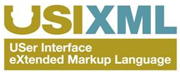 USIXML
USer Interface
eXtended Markup Language